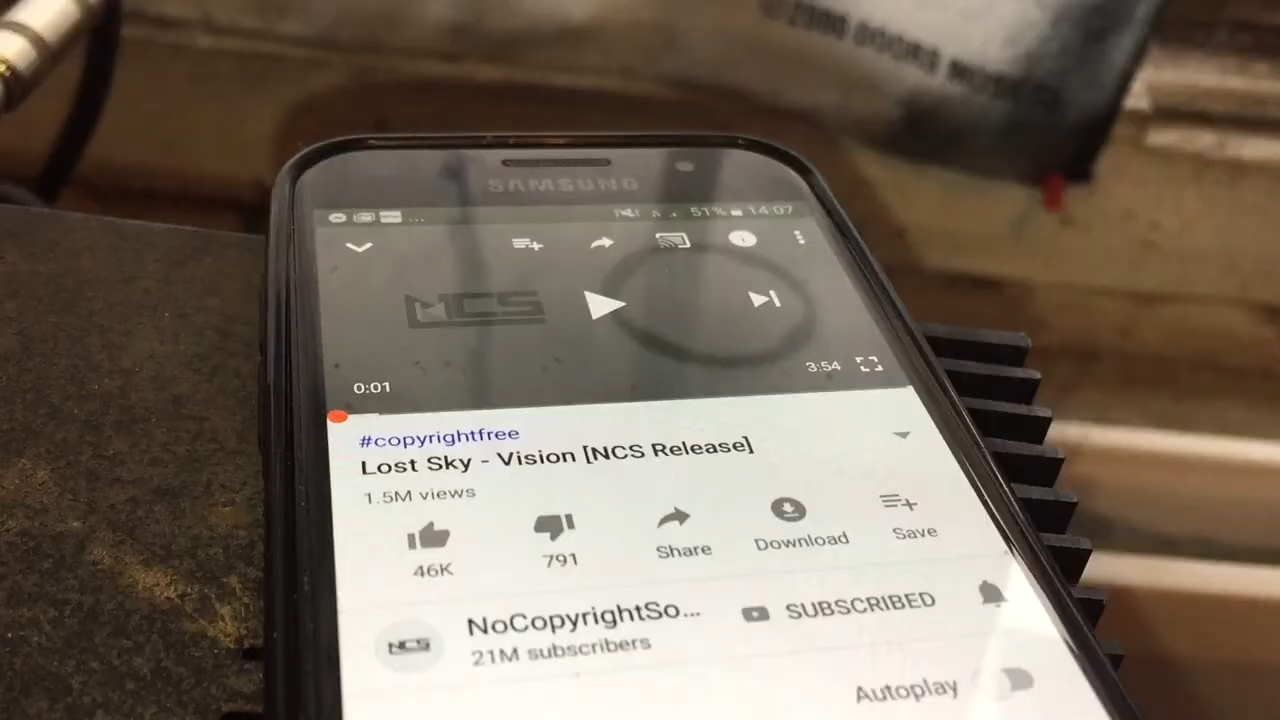 SAMSUNG
51% 14:07
NCS
0:01
3:54
#copyrightfree
Lost Sky - Vision [NCS Release]
1.5M views
46K
791
Share
Download
Save
NCS
NoCopyrightSo...
SUBSCRIBED
21M subscribers
Autoplay